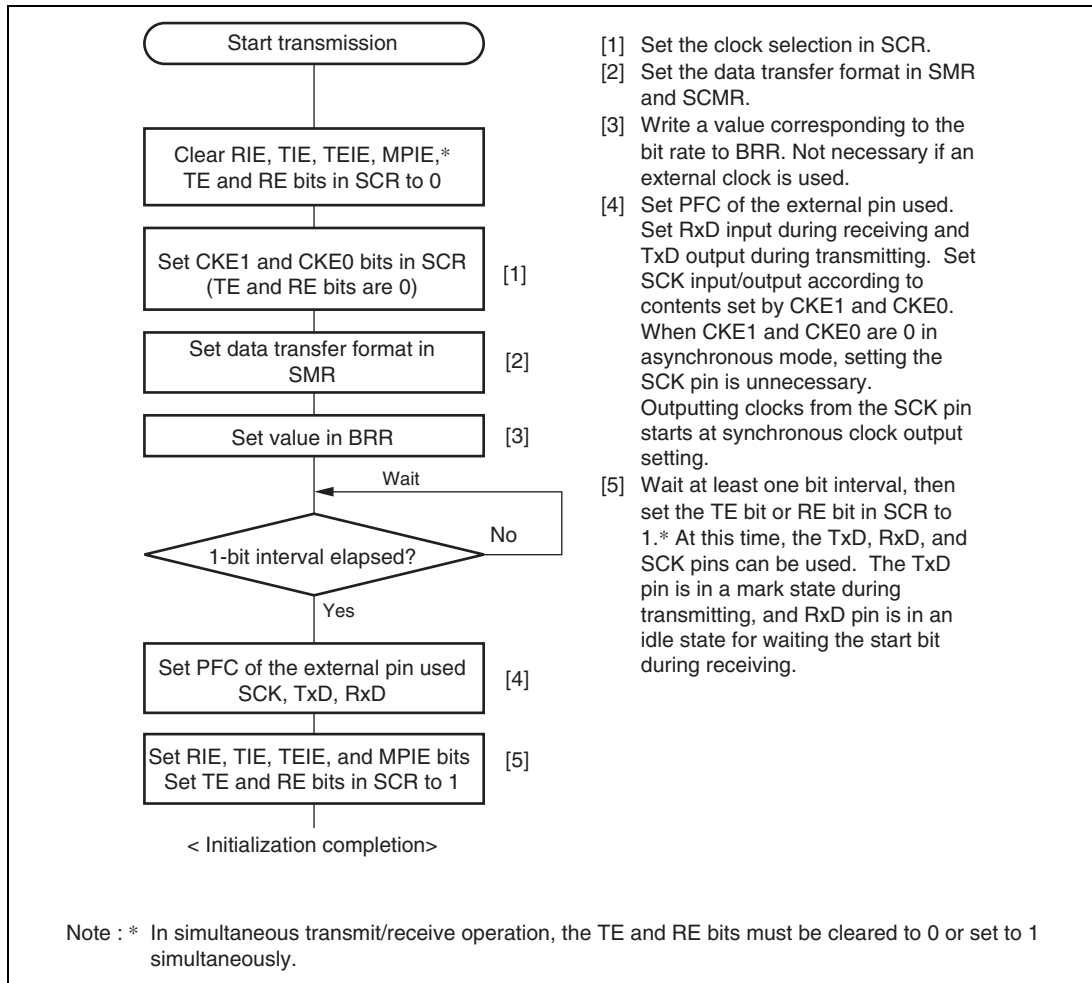 Start transmission
Clear RIE, TIE, TEIE, MPIE,*
TE and RE bits in SCR to 0
Set CKE1 and CKE0 bits in SCR
(TE and RE bits are 0)
[1]
Set data transfer format in
SMR
[2]
Set value in BRR
[3]
Wait
1-bit interval elapsed?
No
Yes
Set PFC of the external pin used
SCK, TxD, RxD
[4]
Set RIE, TIE, TEIE, and MPIE bits
Set TE and RE bits in SCR to 1
[5]
< Initialization completion>
[1] Set the clock selection in SCR.
[2] Set the data transfer format in SMR
and SCMR.
[3] Write a value corresponding to the
bit rate to BRR. Not necessary if an
external clock is used.
[4] Set PFC of the external pin used.
Set RxD input during receiving and
TxD output during transmitting. Set
SCK input/output according to
contents set by CKE1 and CKE0.
When CKE1 and CKE0 are 0 in
asynchronous mode, setting the
SCK pin is unnecessary.
Outputting clocks from the SCK pin
starts at synchronous clock output
setting.
[5] Wait at least one bit interval, then
set the TE bit or RE bit in SCR to
1.* At this time, the TxD, RxD, and
SCK pins can be used. The TxD
pin is in a mark state during
transmitting, and RxD pin is in an
idle state for waiting the start bit
during receiving.
Note : * In simultaneous transmit/receive operation, the TE and RE bits must be cleared to 0 or set to 1
simultaneously.